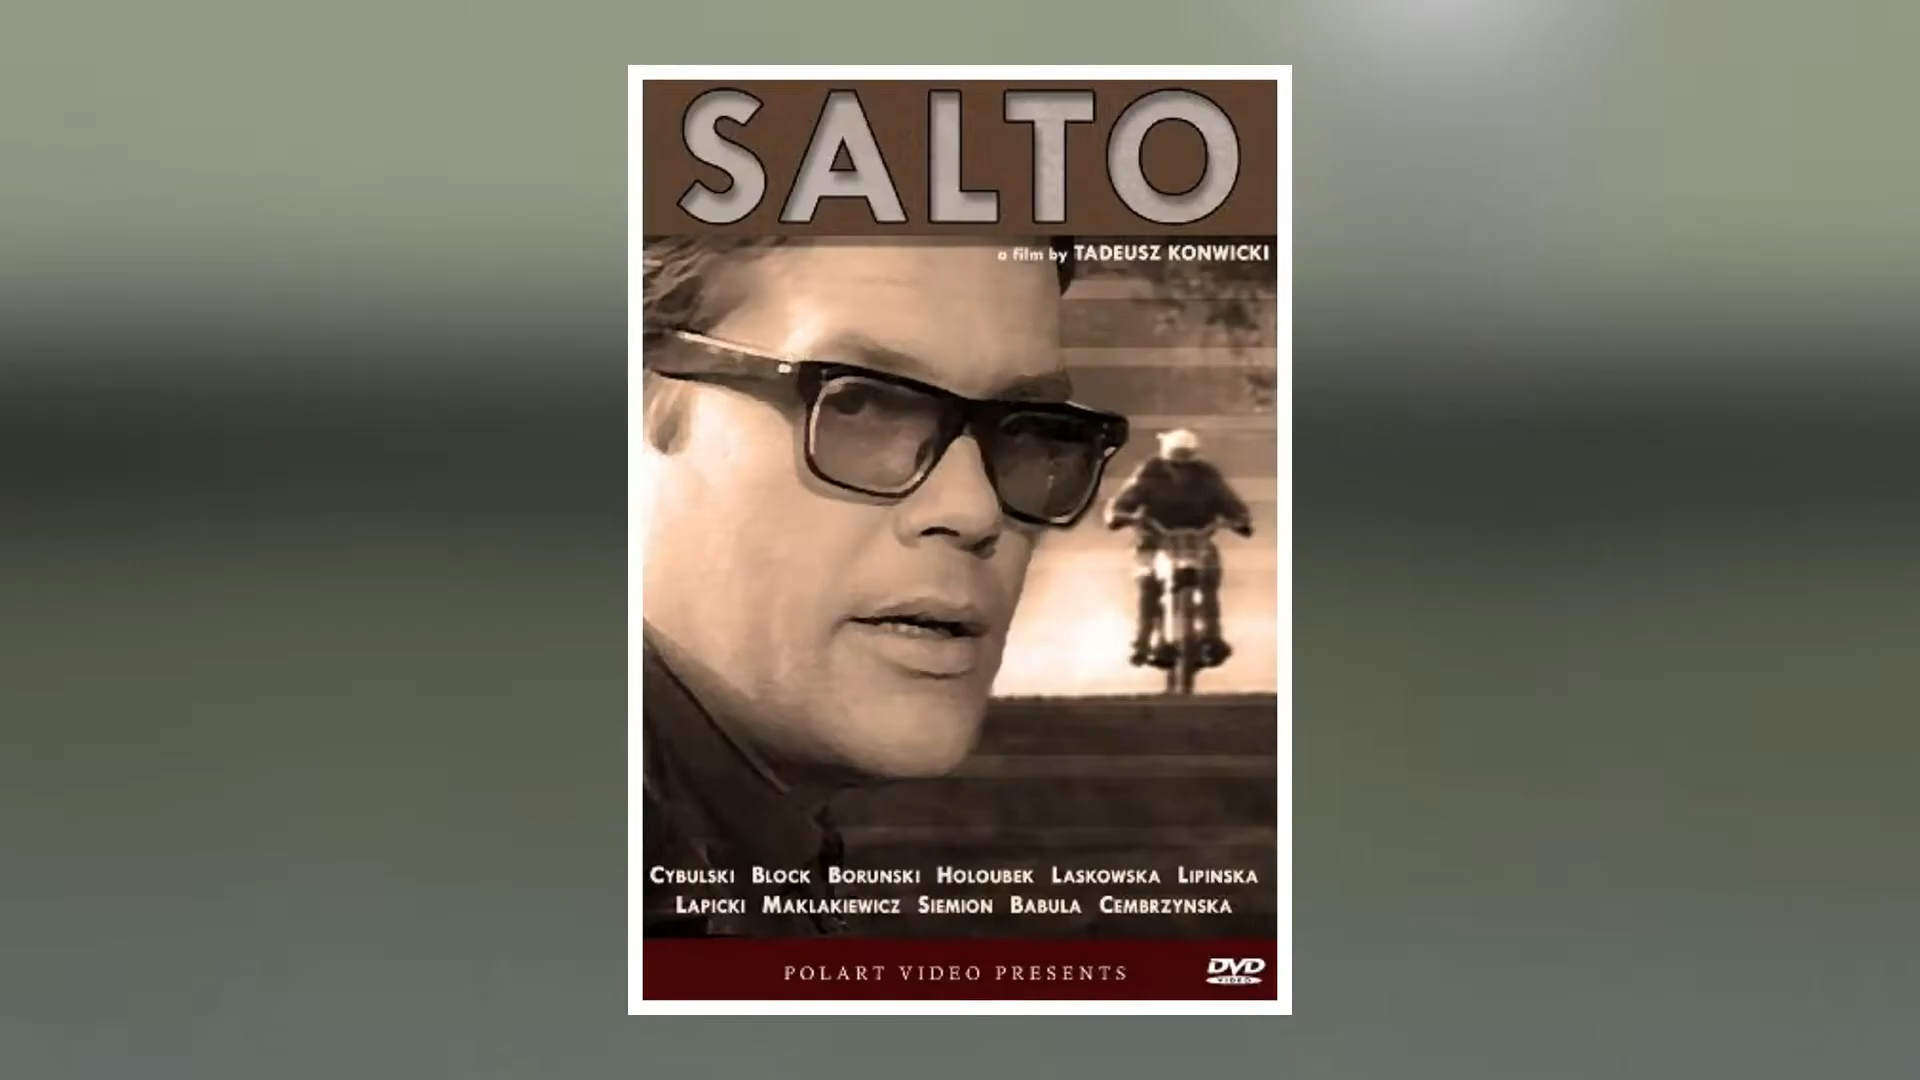 SALTO
a film by TADEUSZ KONWICKI
CYBULSKI BLOCK BORUNSKI HOLOUBEK LASKOWSKA LIPINSKA
LAPICKI MAKLAKIEWICZ SIEMION BABULA CEMBRZYNSKA
POLART VIDEO PRESENTS
DVD
VIDEO